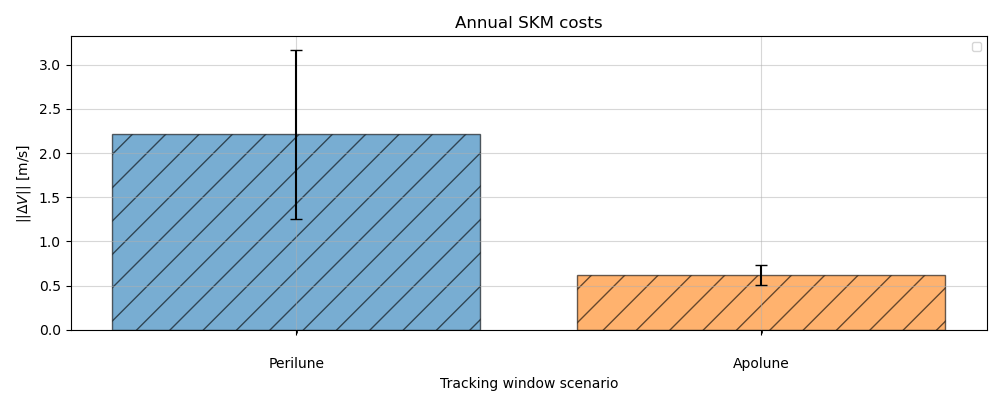 Annual SKM costs
||ΔV|| [m/s]
3.0
2.5
2.0
1.5
1.0
0.5
0.0
Perilune
Apolune
Tracking window scenario